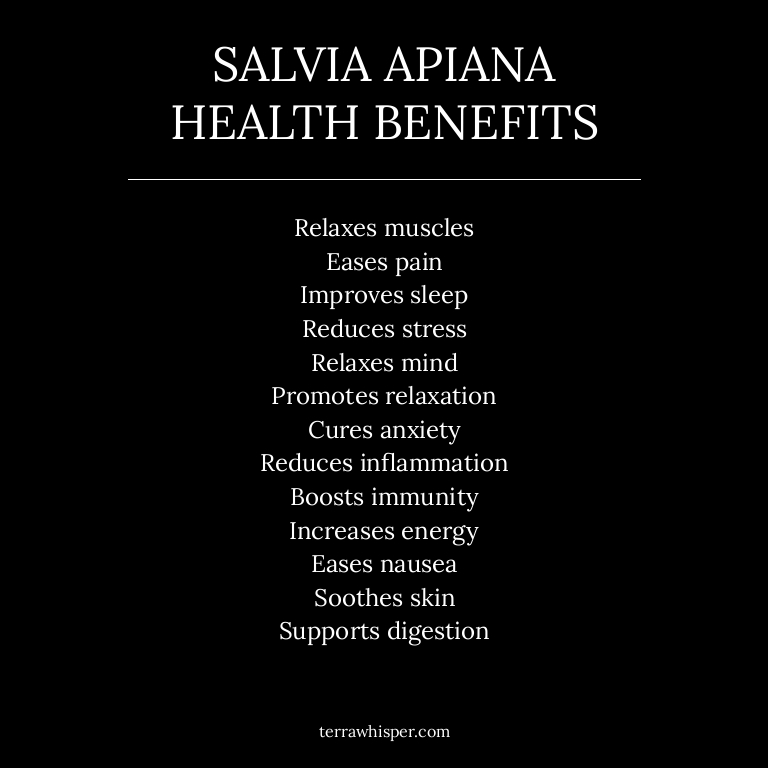 SALVIA APIANA
HEALTH BENEFITS
Relaxes muscles
Eases pain
Improves sleep
Reduces stress
Relaxes mind
Promotes relaxation
Cures anxiety
Reduces inflammation
Boosts immunity
Increases energy
Eases nausea
Soothes skin
Supports digestion
terrawhisper.com